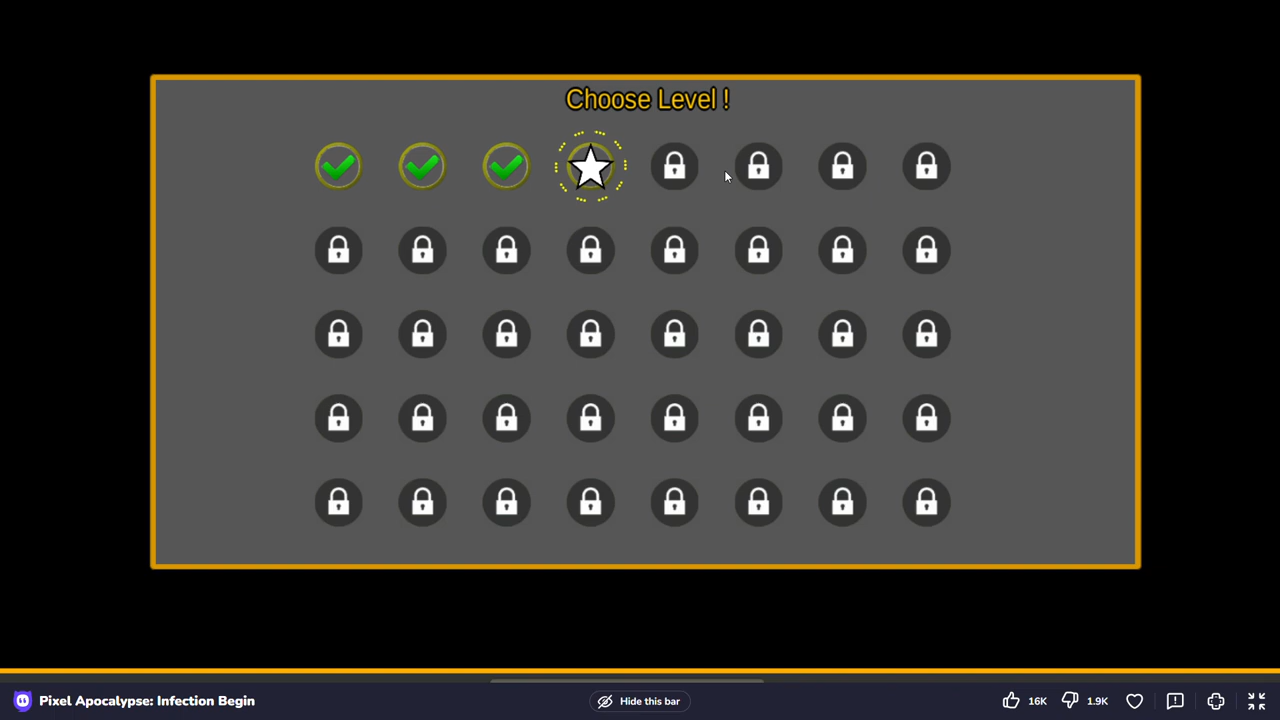 Choose Level !
Pixel Apocalypse: Infection Begin
Hide this bar
16K
1.9K